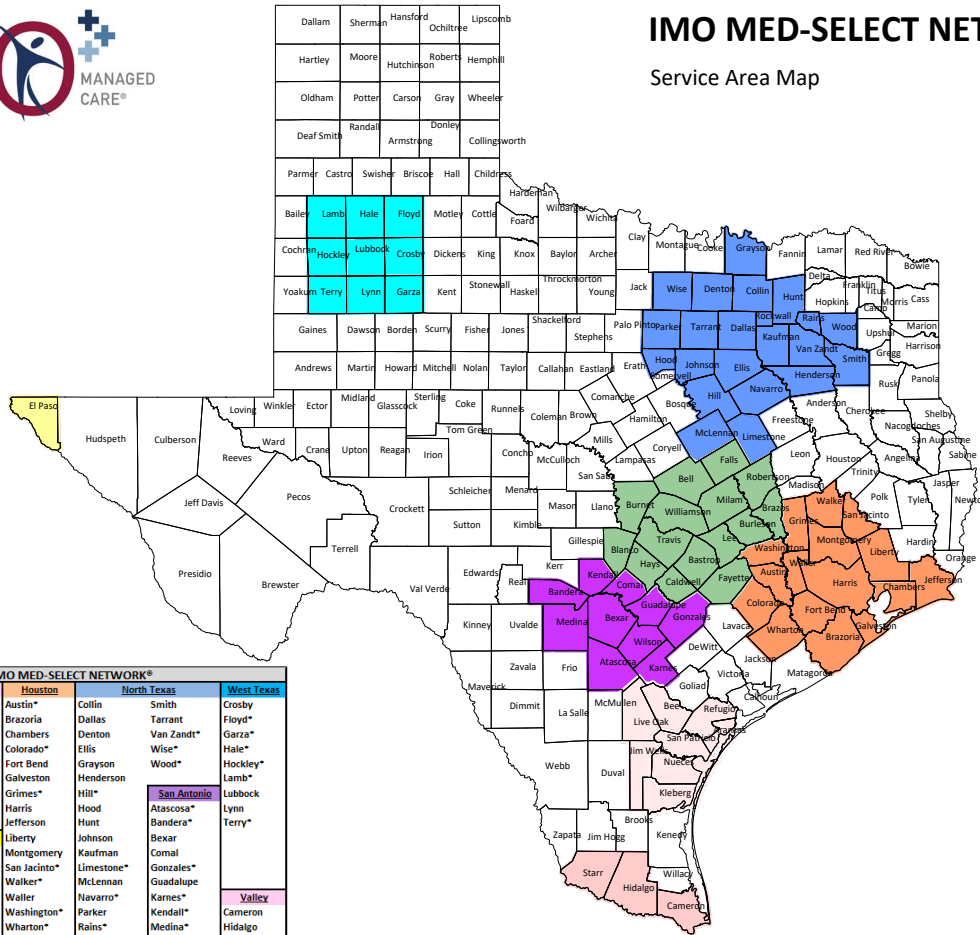 IMO MED-SELECT NET
Service Area Map
MANAGED
CARE®
Dallam Sherman Hansford Ochiltree Lipscomb
Hartley Moore Hutchinson Roberts Hemphill
Oldham Potter Carson Gray Wheeler
Deaf Smith Randall Armstrong Donley Collingsworth
Parmer Castro Swisher Briscoe Hall Childress
Hardeman
Bailey Lamb Hale Floyd Motley Cottle Foard Wilbarger Wichita
Clay Montague Cooke Grayson Fannin Lamar Red River Bowie
Cochran Hockley Lubbock Crosby Dickens King Knox Baylor Archer
Delta Franklin Titus Morris Cass
Yoakum Terry Lynn Garza Kent Stonewall Haskell Throckmorton Young Jack Wise Denton Collin Hunt Hopkins Camp
Gaines Dawson Borden Scurry Fisher Jones Shackelford Stephens Palo Pinto Parker Tarrant Dallas Rockwall Kaufman Rains Wood Upshur Marion
Harrison
Andrews Martin Howard Mitchell Nolan Taylor Callahan Eastland Erath Hood Somervell Johnson Ellis Van Zandt Smith Gregg
Henderson Rusk Panola
El Paso Hudspeth Culberson Loving Winkler Ector Midland Glasscock Sterling Coke Runnels Coleman Brown Comanche Hamilton Bosque Hill Navarro Anderson Cherokee Shelby
Freestone Nacogdoches
Reeves Ward Crane Upton Reagan Irion Tom Green Concho McCulloch San Saba Mills Lampasas Coryell McLennan Limestone Leon Houston Angelina San Augustine Sabine
Falls Trinity
Jeff Davis Pecos Crockett Schleicher Menard Mason Llano Burnet Bell Milam Robertson Madison Walker Polk Tyler Jasper Newto
Williamson Brazos Grimes San Jacinto
Sutton Kimble Burleson
Terrell Gillespie Blanco Travis Lee Washington Montgomery Liberty Hardin Orange
Presidio Brewster Val Verde Edwards Real Kerr Kendal Hays Bastrop Austin Waller Harris Chambers Jefferson
Bandera Comal Caldwell Fayette
Kinney Uvalde Medina Bexar Guadalupe Gonzales Colorado Fort Bend Galveston
Wilson Lavaca Wharton Brazoria
Maverick Zavala Frio Atascosa Karnes DeWitt Jackson Matagorda
Victoria
Dimmit La Salle McMullen Live Oak Bee Goliad Refugio Calhoun
San Patricio Aransas
Webb Duval Jim Wells Nueces
Kleberg
Zapata Jim Hogg Brooks Kenedy
Starr Hidalgo Willacy
Cameron
MO MED-SELECT NETWORK®
Houston North Texas West Texas
Austin* Collin Smith Crosby
Brazoria Dallas Tarrant Floyd*
Chambers Denton Van Zandt* Garza*
Colorado* Ellis Wise* Hale*
Fort Bend Grayson Wood* Hockley*
Galveston Henderson Lamb*
Grimes* Hill* San Antonio Lubbock
Harris Hood Atascosa* Lynn
Jefferson Hunt Bandera* Terry*
Liberty Johnson Bexar
Montgomery Kaufman Comal
San Jacinto* Limestone* Gonzales*
Walker* McLennan Guadalupe
Waller Navarro* Karnes* Valley
Washington* Parker Kendall* Cameron
Wharton* Rains* Medina* Hidalgo